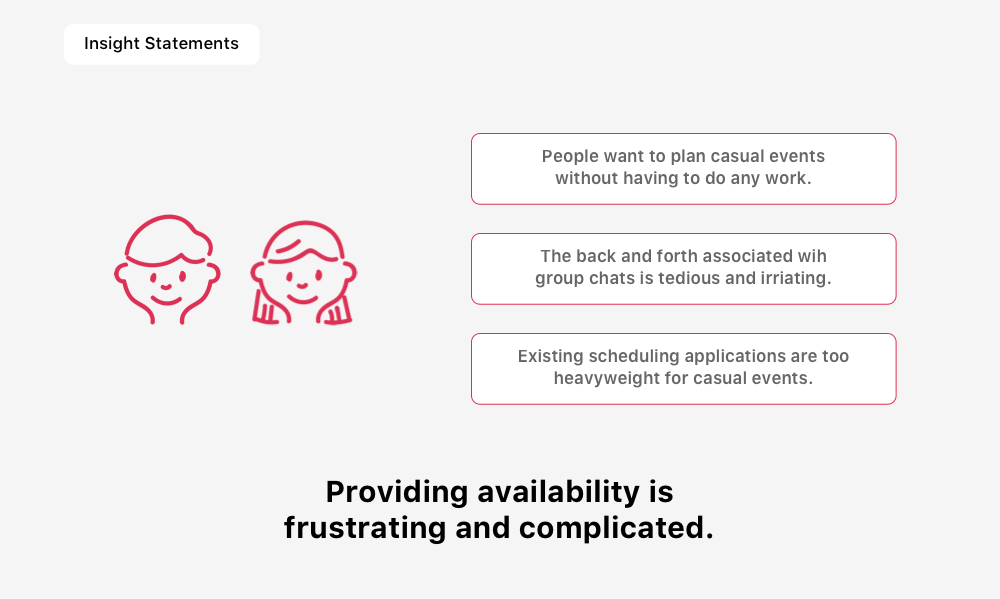 Insight Statements
People want to plan casual events
without having to do any work.
The back and forth associated wih
group chats is tedious and irriating.
Existing scheduling applications are too
heavyweight for casual events.
Providing availability is
frustrating and complicated.